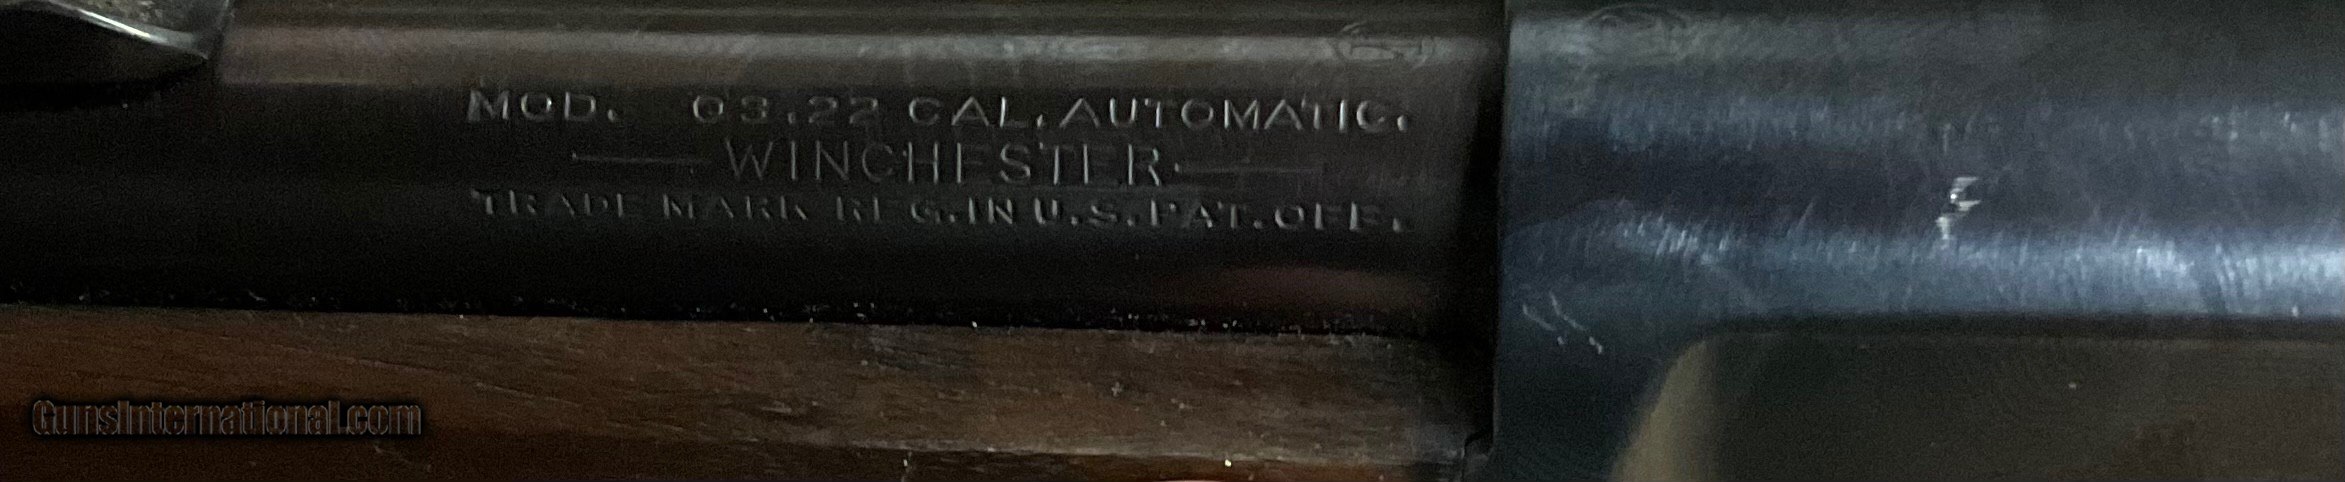 MOD. 03.22 CAL. AUTOMATIC.
WINCHESTER
TRADE MARK REG. IN U.S. PAT. OFF.
GunsInternational.com